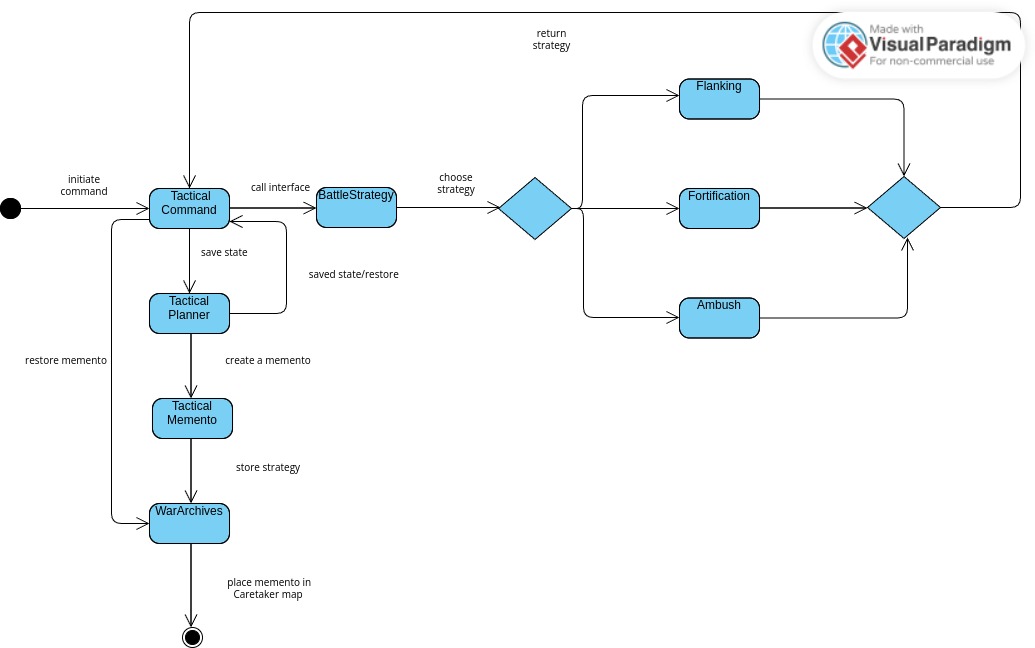 return
strategy
Made with
Visual Paradigm
For non-commercial use
Flanking
initiate
command
Tactical
Command
call interface
BattleStrategy
choose
strategy
Fortification
save state
saved state/restore
Tactical
Planner
Ambush
restore memento
create a memento
Tactical
Memento
store strategy
WarArchives
place memento in
Caretaker map